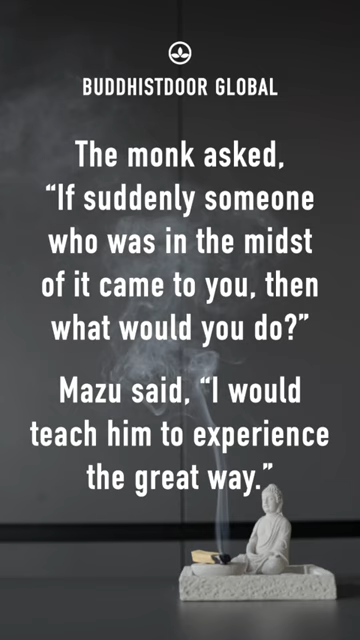 BUDDHISTDOOR GLOBAL
The monk asked,
“If suddenly someone
who was in the midst
of it came to you, then
what would you do?”
Mazu said, “I would
teach him to experience
the great way.”